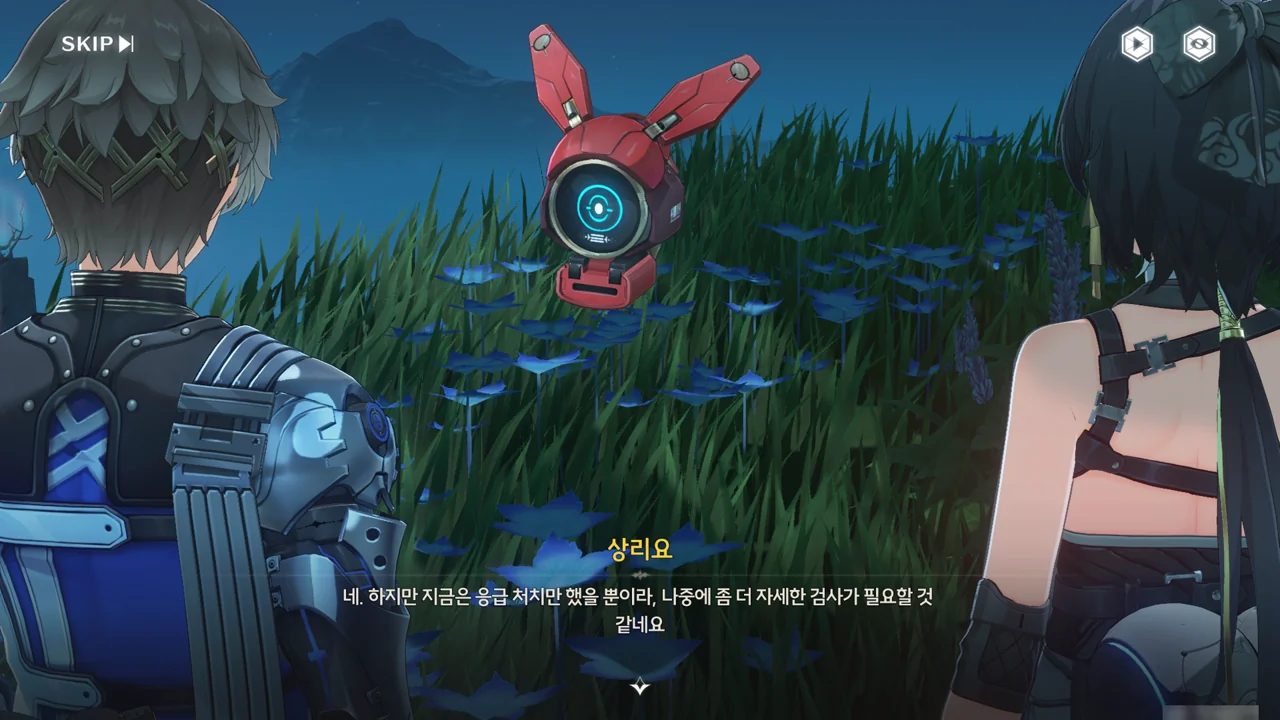 SKIP
상리요
네. 하지만 지금은 응급 처치만 했을 뿐이라, 나중에 좀 더 자세한 검사가 필요할 것
같네요